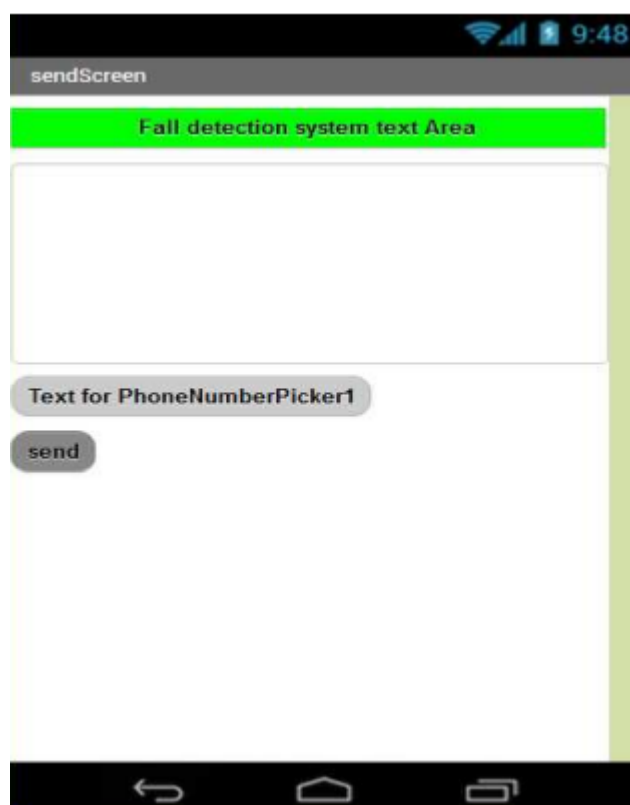 9:48
sendScreen
Fall detection system text Area
Text for PhoneNumberPicker1
send